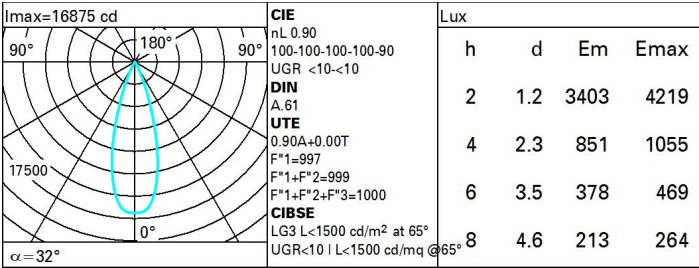 Imax=16875 cd
90° 180° 90°
17500
0°
α=32°
CIE
nL 0.90
100-100-100-100-90
UGR <10-<10
DIN
A.61
UTE
0.90A+0.00T
F"1=997
F"1+F"2=999
F"1+F"2+F"3=1000
CIBSE
LG3 L<1500 cd/m² at 65°
UGR<10 | L<1500 cd/mq @65°
Lux
h d Em Emax
2 1.2 3403 4219
4 2.3 851 1055
6 3.5 378 469
8 4.6 213 264